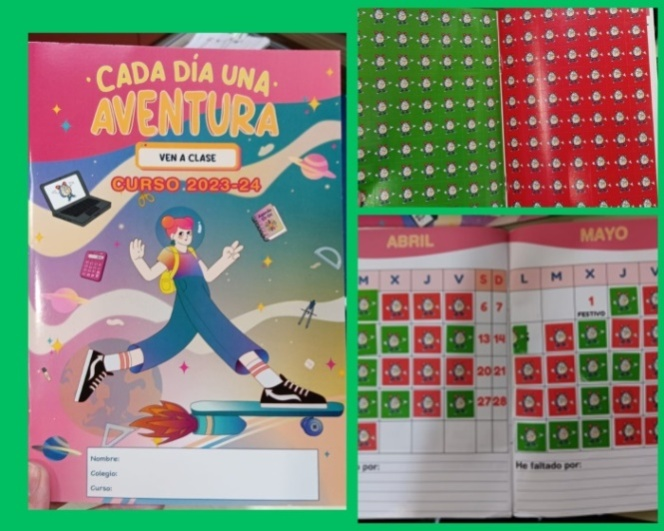 CADA DÍA UNA
AVENTURA
VEN A CLASE
CURSO 2023-24
Nombre:
Colegio:
Curso:
ABRIL
M X J V S D
6 7
13 14
20 21
27 28
por:
MAYO
L M X J V
1
FESTIVO
He faltado por: